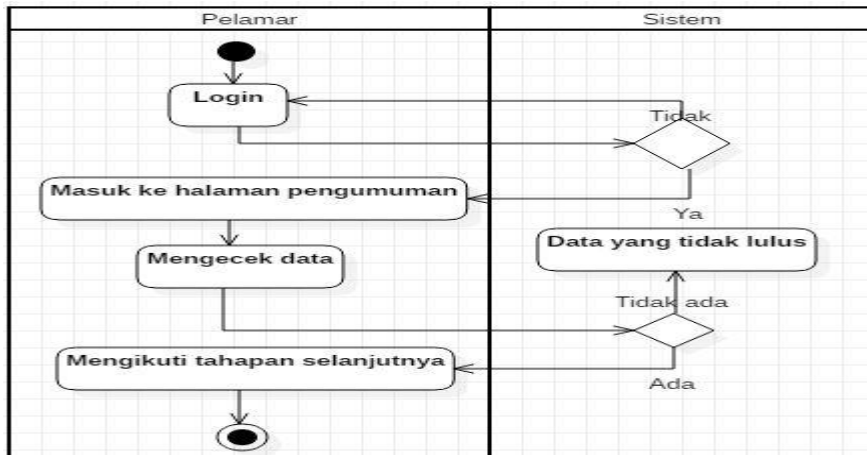 Pelamar
Sistem
Login
Tidak
Masuk ke halaman pengumuman
Ya
Data yang tidak lulus
Mengecek data
Tidak ada
Mengikuti tahapan selanjutnya
Ada